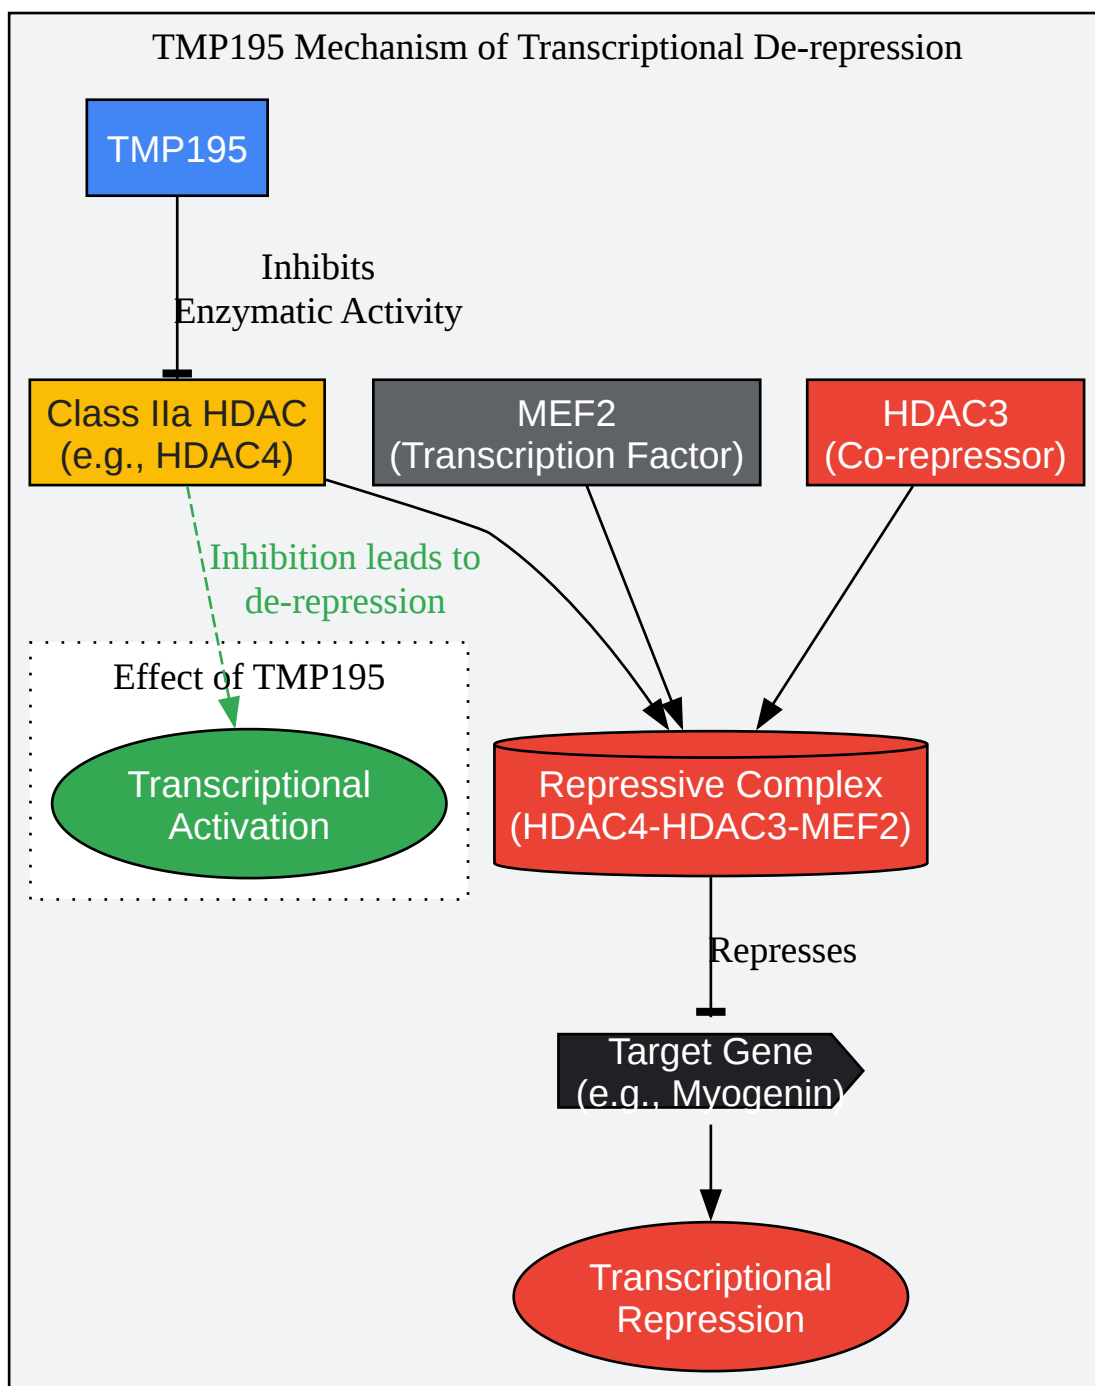 TMP195 Mechanism of Transcriptional De-repression
TMP195
Inhibits
Enzymatic Activity
Class IIa HDAC
(e.g., HDAC4)
MEF2
(Transcription Factor)
HDAC3
(Co-repressor)
Inhibition leads to
de-repression
Effect of TMP195
Transcriptional
Activation
Repressive Complex
(HDAC4-HDAC3-MEF2)
Represses
Target Gene
(e.g., Myogenin)
Transcriptional
Repression